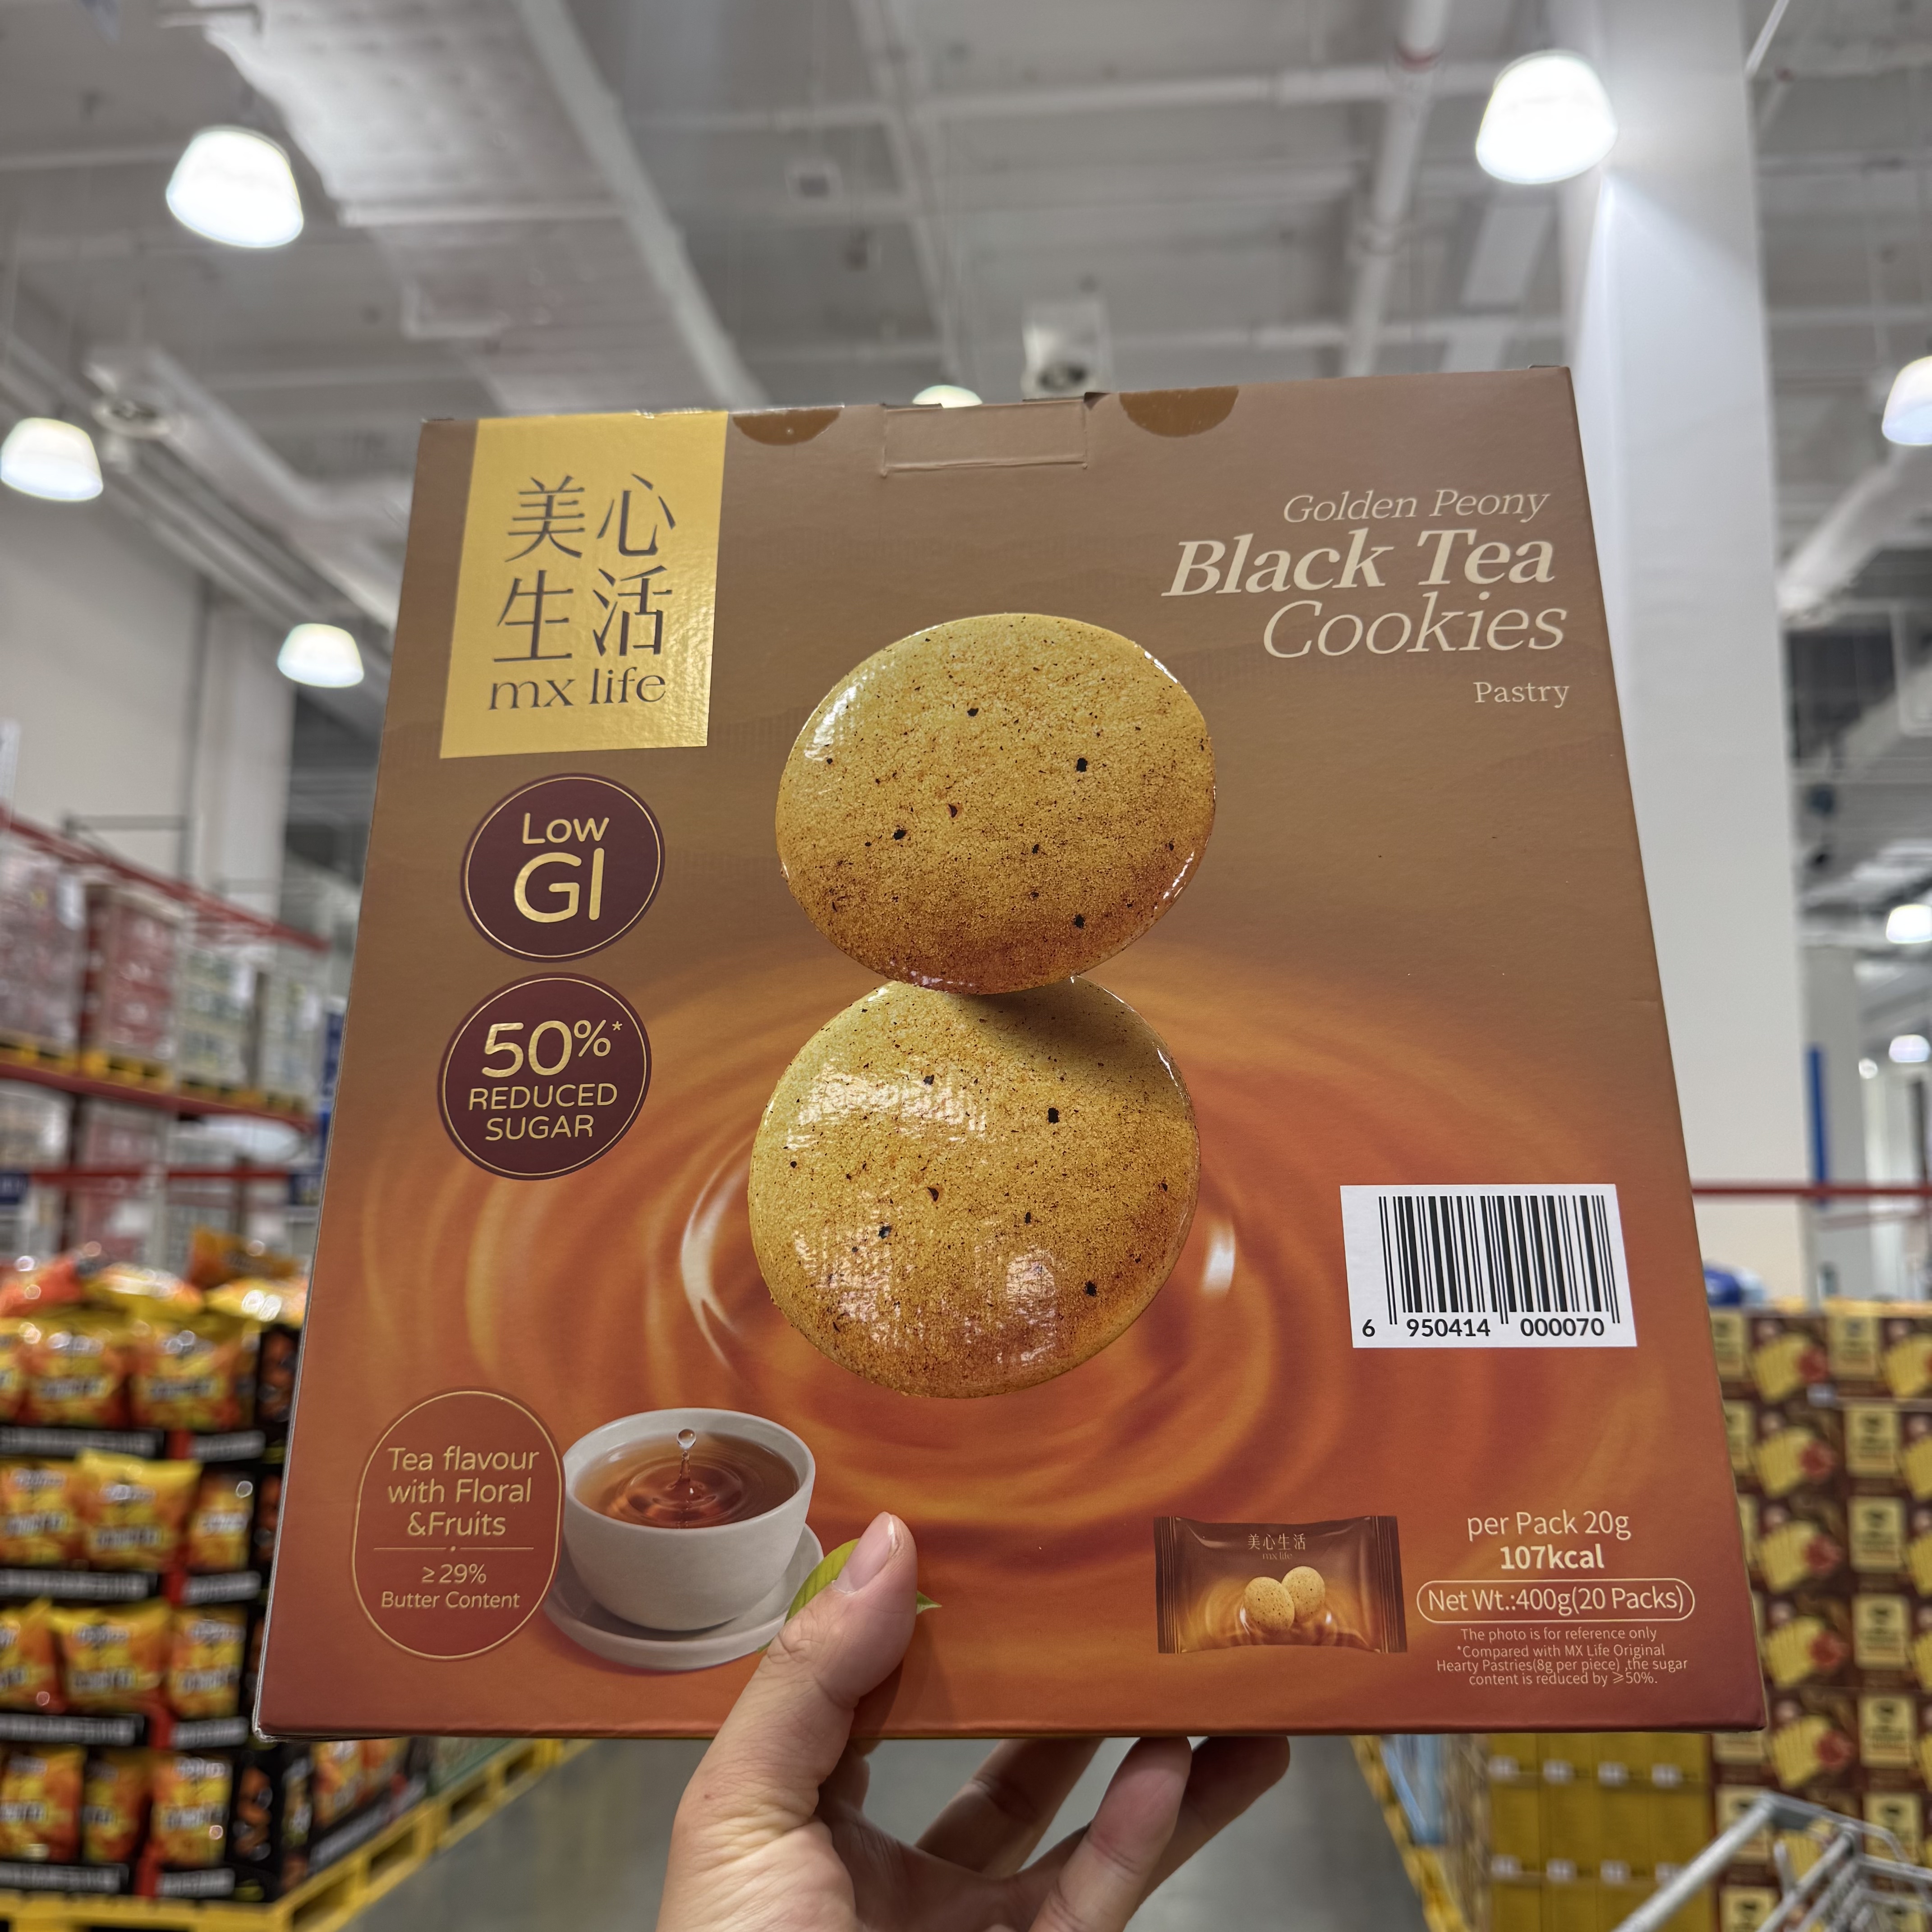 美心
生活
mx life
Golden Peony
Black Tea
Cookies
Pastry
Low
GI
50%*
REDUCED
SUGAR
6 950414 000070
Tea flavour
with Floral
&Fruits
≥29%
Butter Content
美心生活
mx life
per Pack 20g
107kcal
Net Wt.:400g(20 Packs)
The photo is for reference only
*Compared with MX Life Original
Hearty Pastries(8g per piece) ,the sugar
content is reduced by ≥50%.